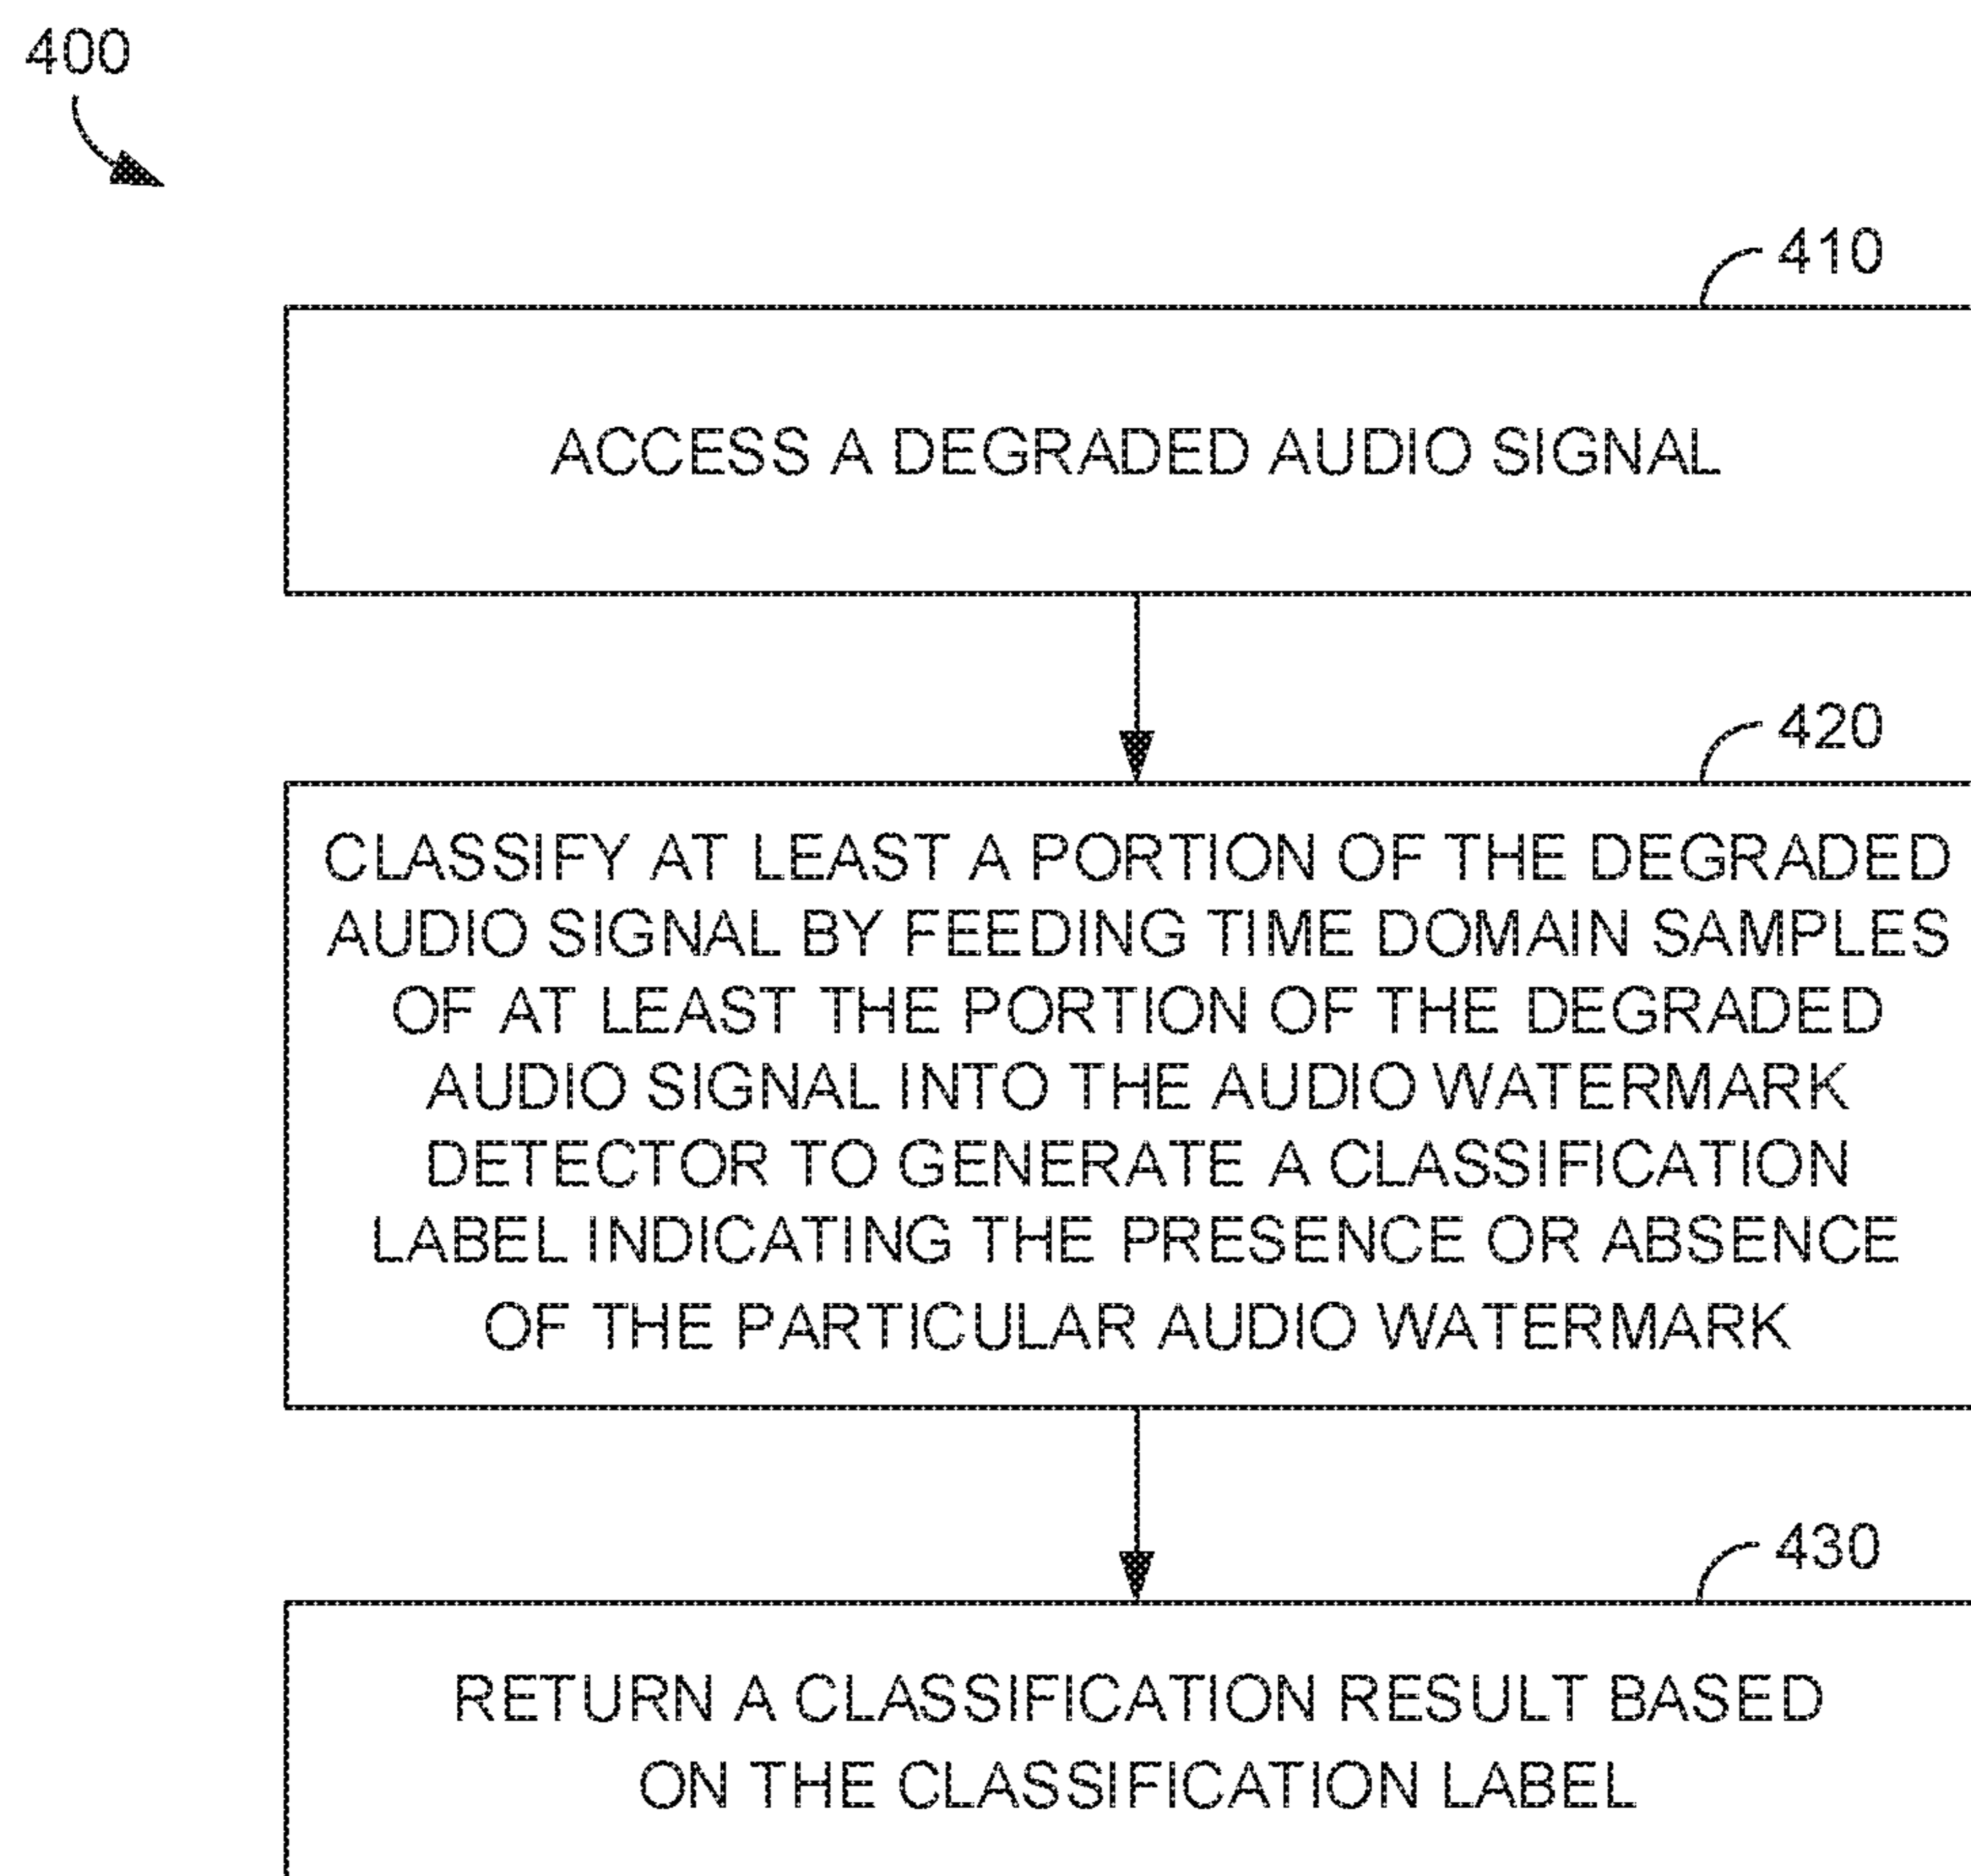 400
410
ACCESS A DEGRADED AUDIO SIGNAL
420
CLASSIFY AT LEAST A PORTION OF THE DEGRADED
AUDIO SIGNAL BY FEEDING TIME DOMAIN SAMPLES
OF AT LEAST THE PORTION OF THE DEGRADED
AUDIO SIGNAL INTO THE AUDIO WATERMARK
DETECTOR TO GENERATE A CLASSIFICATION
LABEL INDICATING THE PRESENCE OR ABSENCE
OF THE PARTICULAR AUDIO WATERMARK
430
RETURN A CLASSIFICATION RESULT BASED
ON THE CLASSIFICATION LABEL